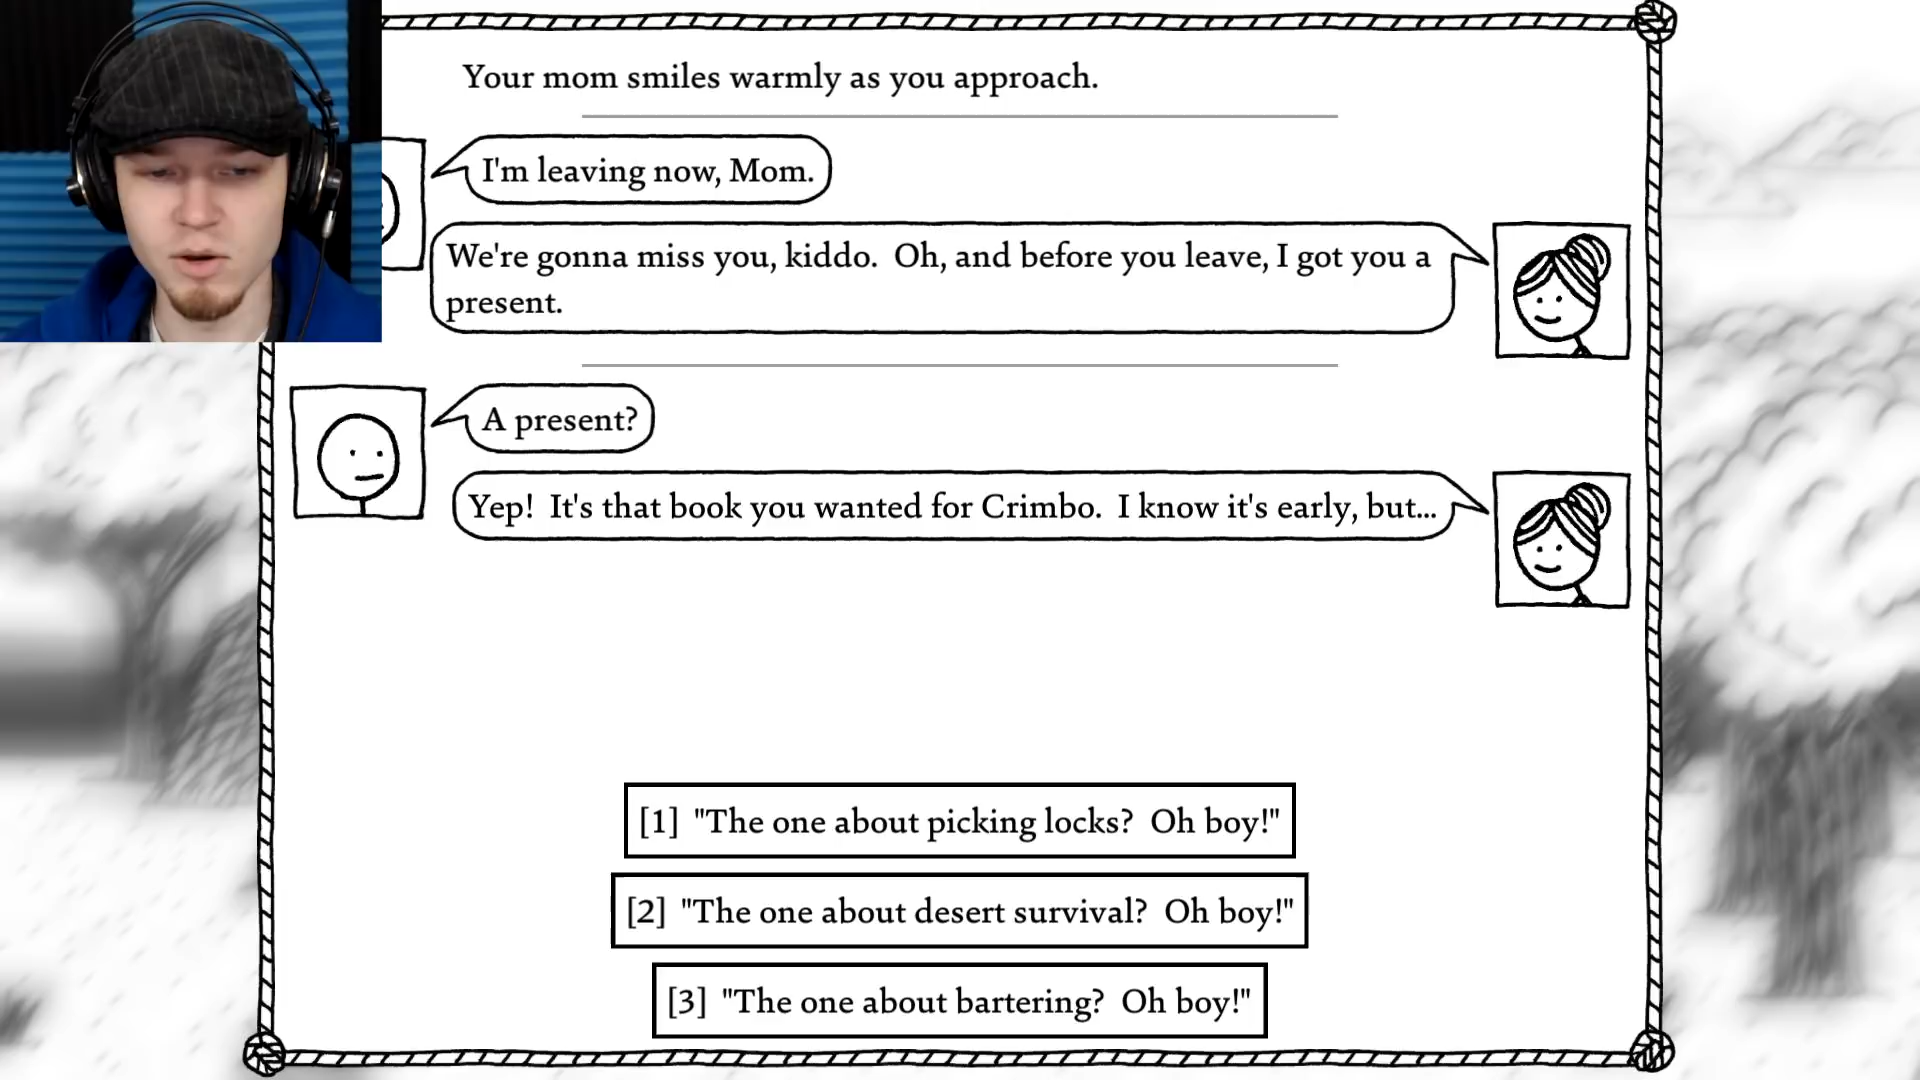 Your mom smiles warmly as you approach.
I'm leaving now, Mom.
We're gonna miss you, kiddo.  Oh, and before you leave, I got you a
present.
A present?
Yep!  It's that book you wanted for Crimbo.  I know it's early, but...
[1] "The one about picking locks?  Oh boy!"
[2] "The one about desert survival?  Oh boy!"
[3] "The one about bartering?  Oh boy!"